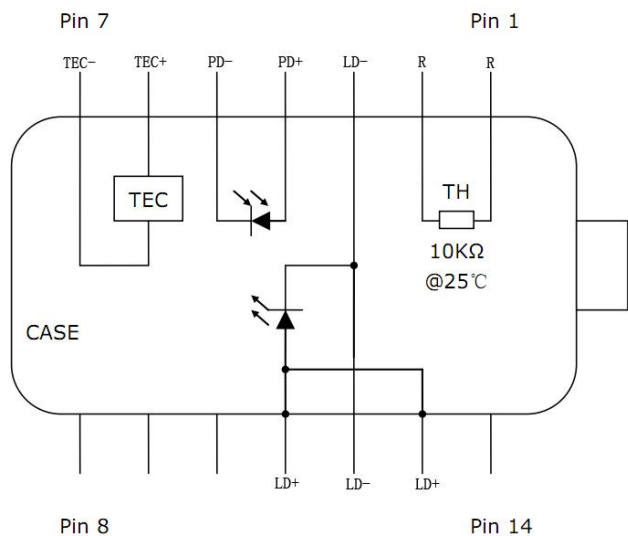 Pin 7 Pin 1
TEC- TEC+ PD- PD+ LD- R R
TEC
TH
10KΩ
@25℃
CASE
LD+ LD- LD+
Pin 8 Pin 14